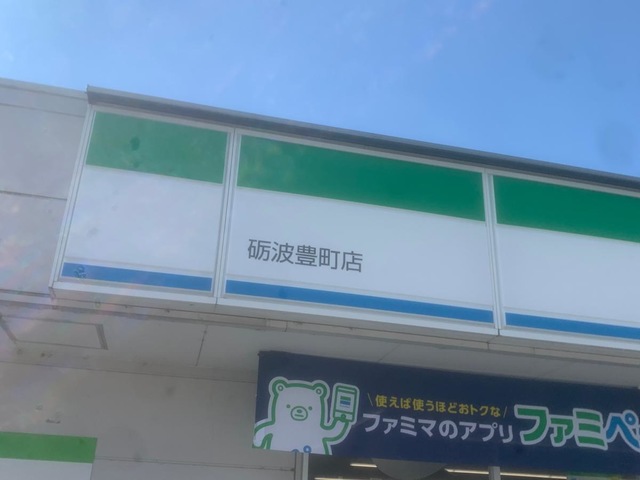 砺波豊町店
\使えば使うほどおトクな/
ファミマのアプリ ファミペ